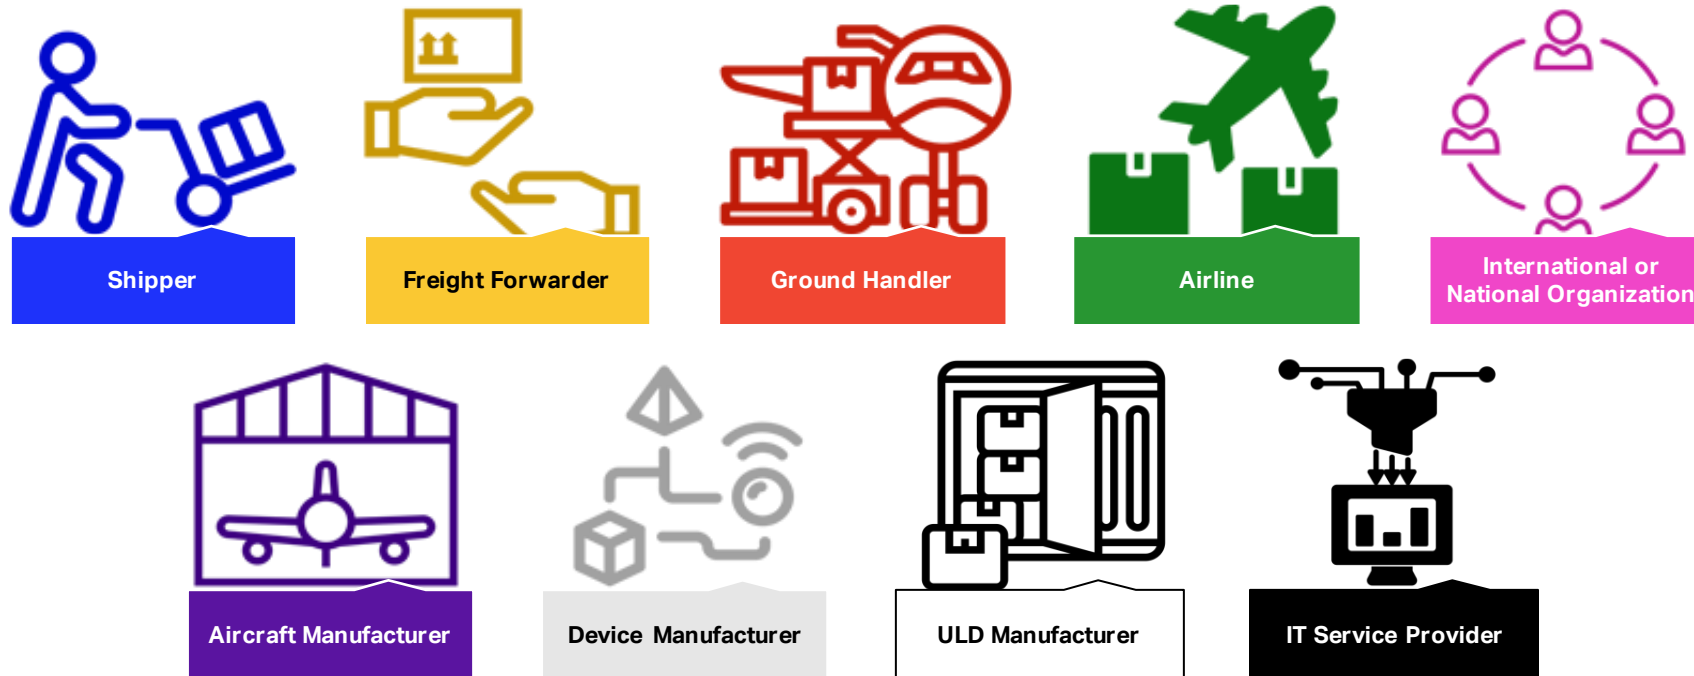 Shipper
Freight Forwarder
Ground Handler
Airline
International or
National Organization
Aircraft Manufacturer
Device Manufacturer
ULD Manufacturer
IT Service Provider